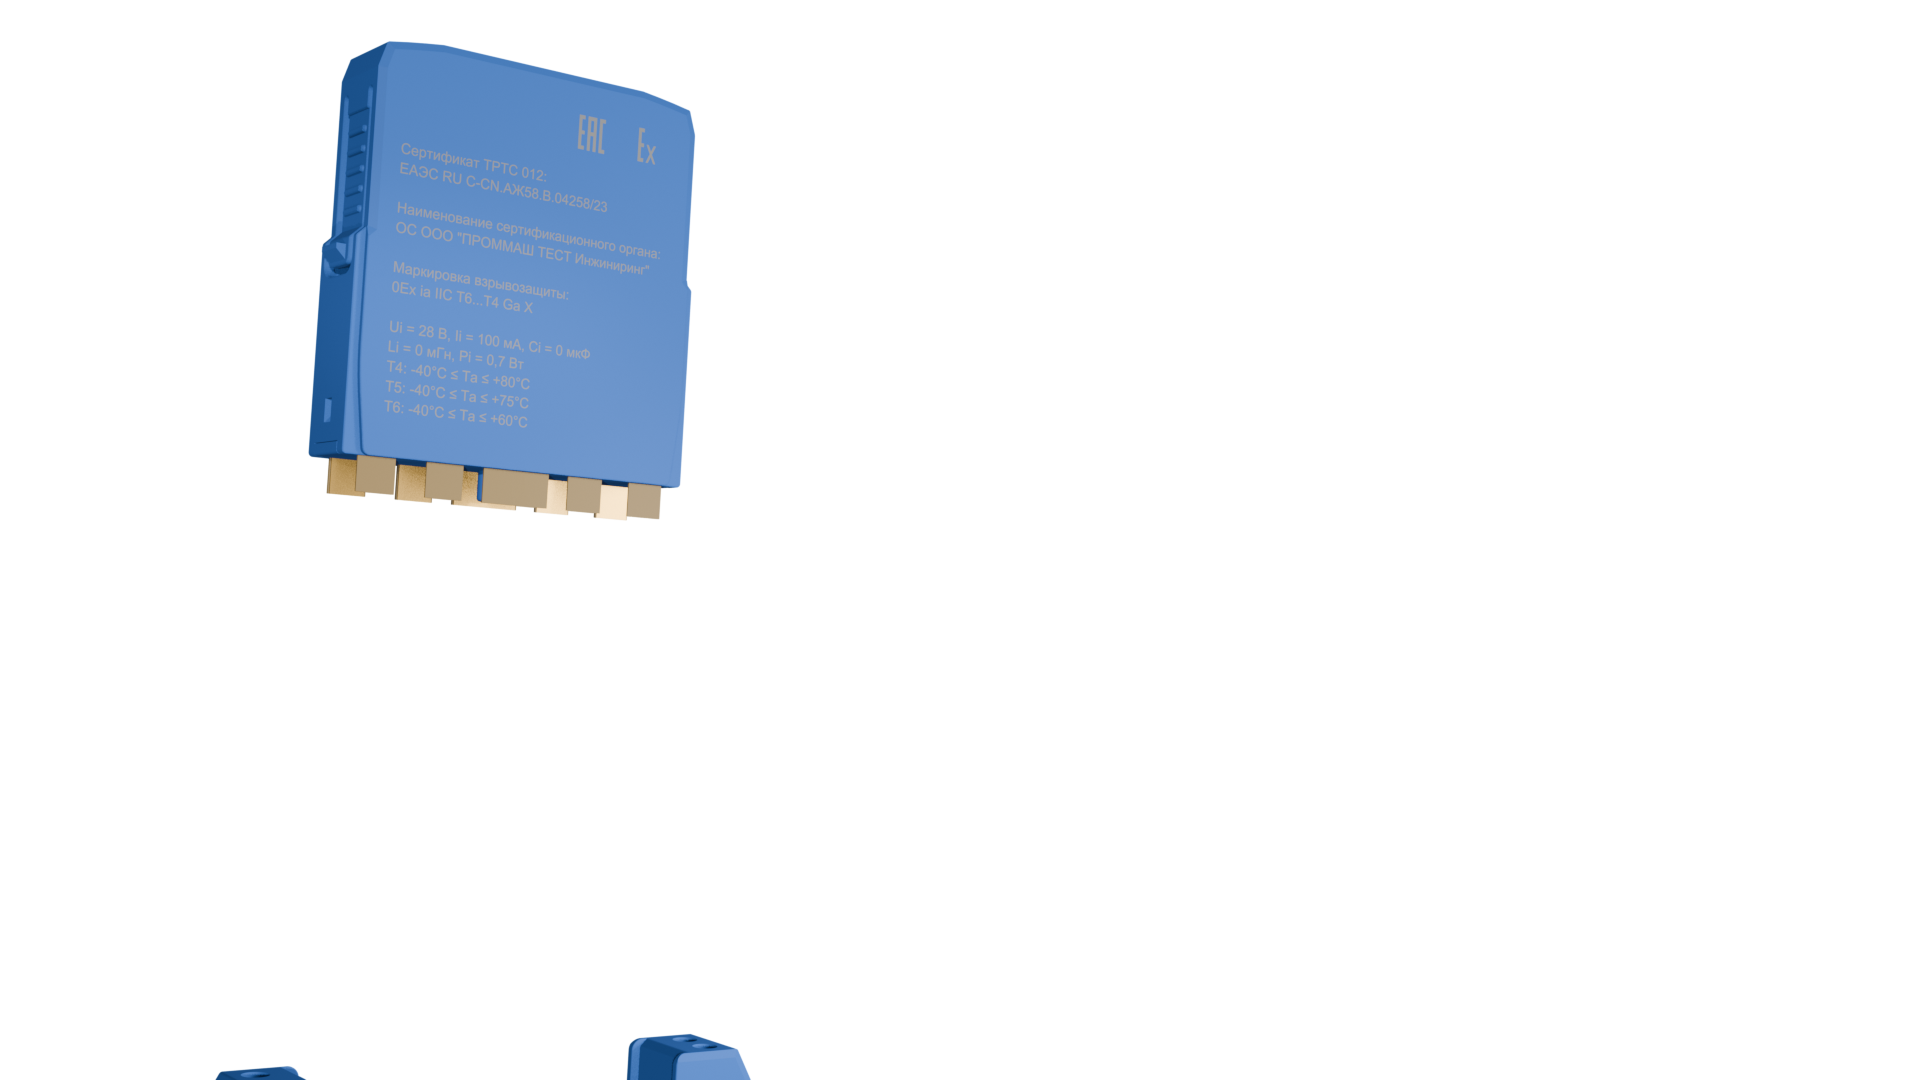 EAC Ex
Сертификат ТРТС 012:
ЕАЭС RU С-CN.АЖ58.В.04258/23
Наименование сертификационного органа:
ОС ООО "ПРОММАШ ТЕСТ Инжиниринг"
Маркировка взрывозащиты:
0Ex ia IIC T6...T4 Ga X
Ui = 28 В, Ii = 100 мА, Ci = 0 мкФ
Li = 0 мГн, Pi = 0,7 Вт
T4: -40°C ≤ Ta ≤ +80°C
T5: -40°C ≤ Ta ≤ +75°C
T6: -40°C ≤ Ta ≤ +60°C